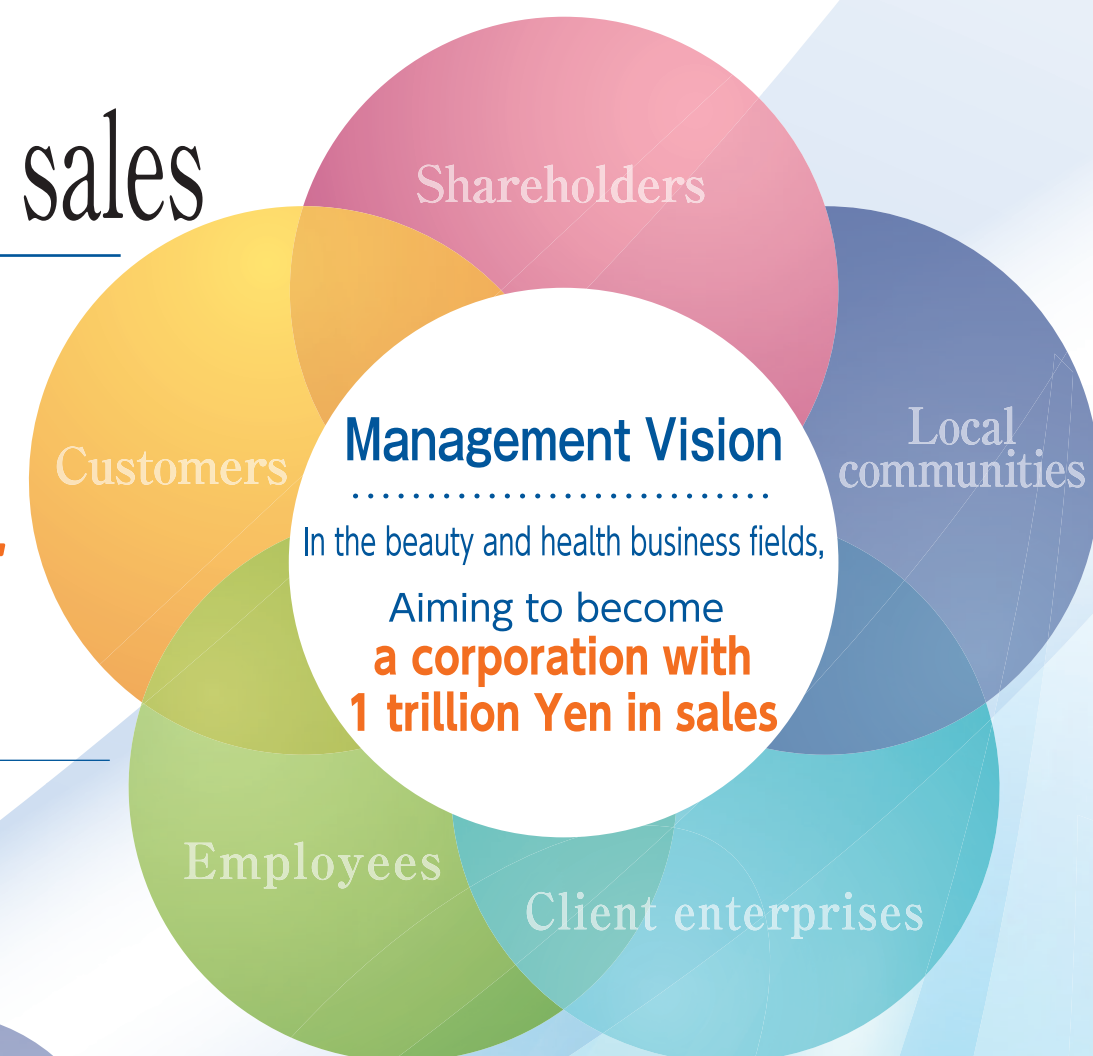 sales
Shareholders
Customers
Local
communities
Management Vision
In the beauty and health business fields,
Aiming to become
a corporation with
1 trillion Yen in sales
Employees
Client enterprises